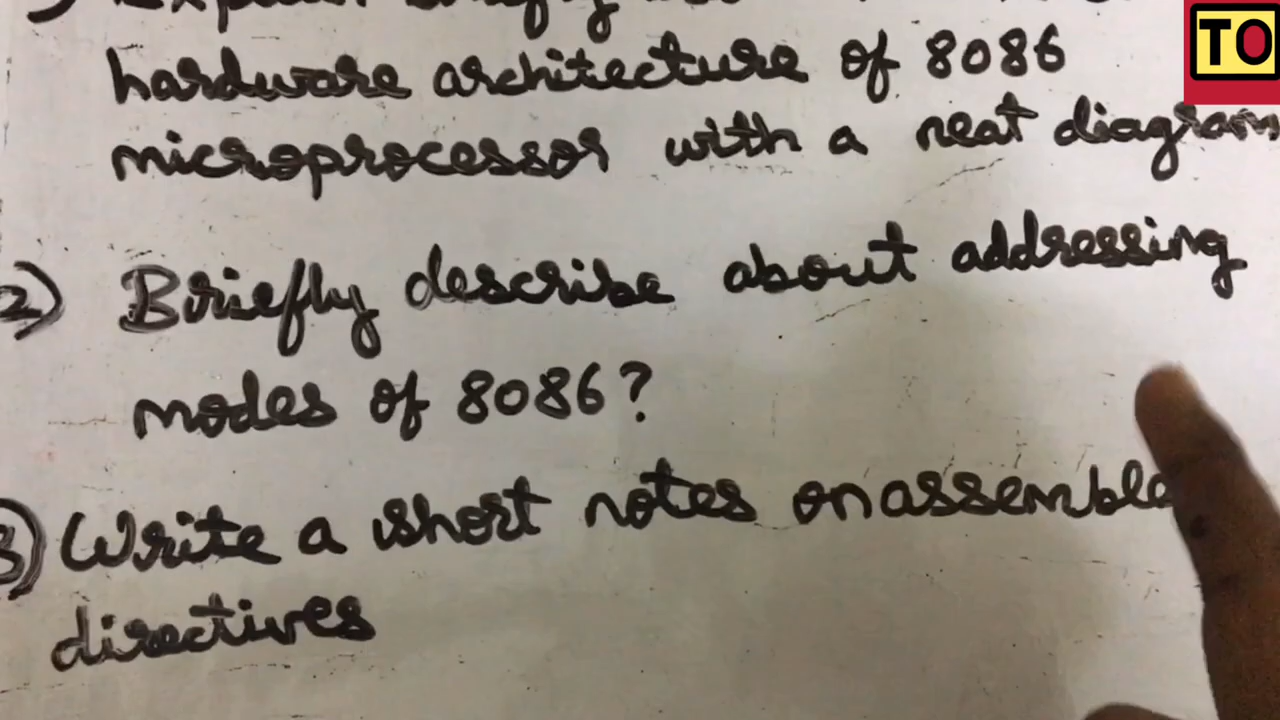 TO
hardware architecture of 8086
microprocessor with a neat diagram
2) Briefly describe about addressing
modes of 8086?
3) Write a short notes on assemble
directives